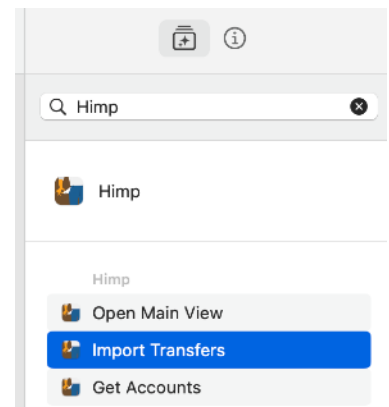 Himp
Himp
Himp
Open Main View
Import Transfers
Get Accounts